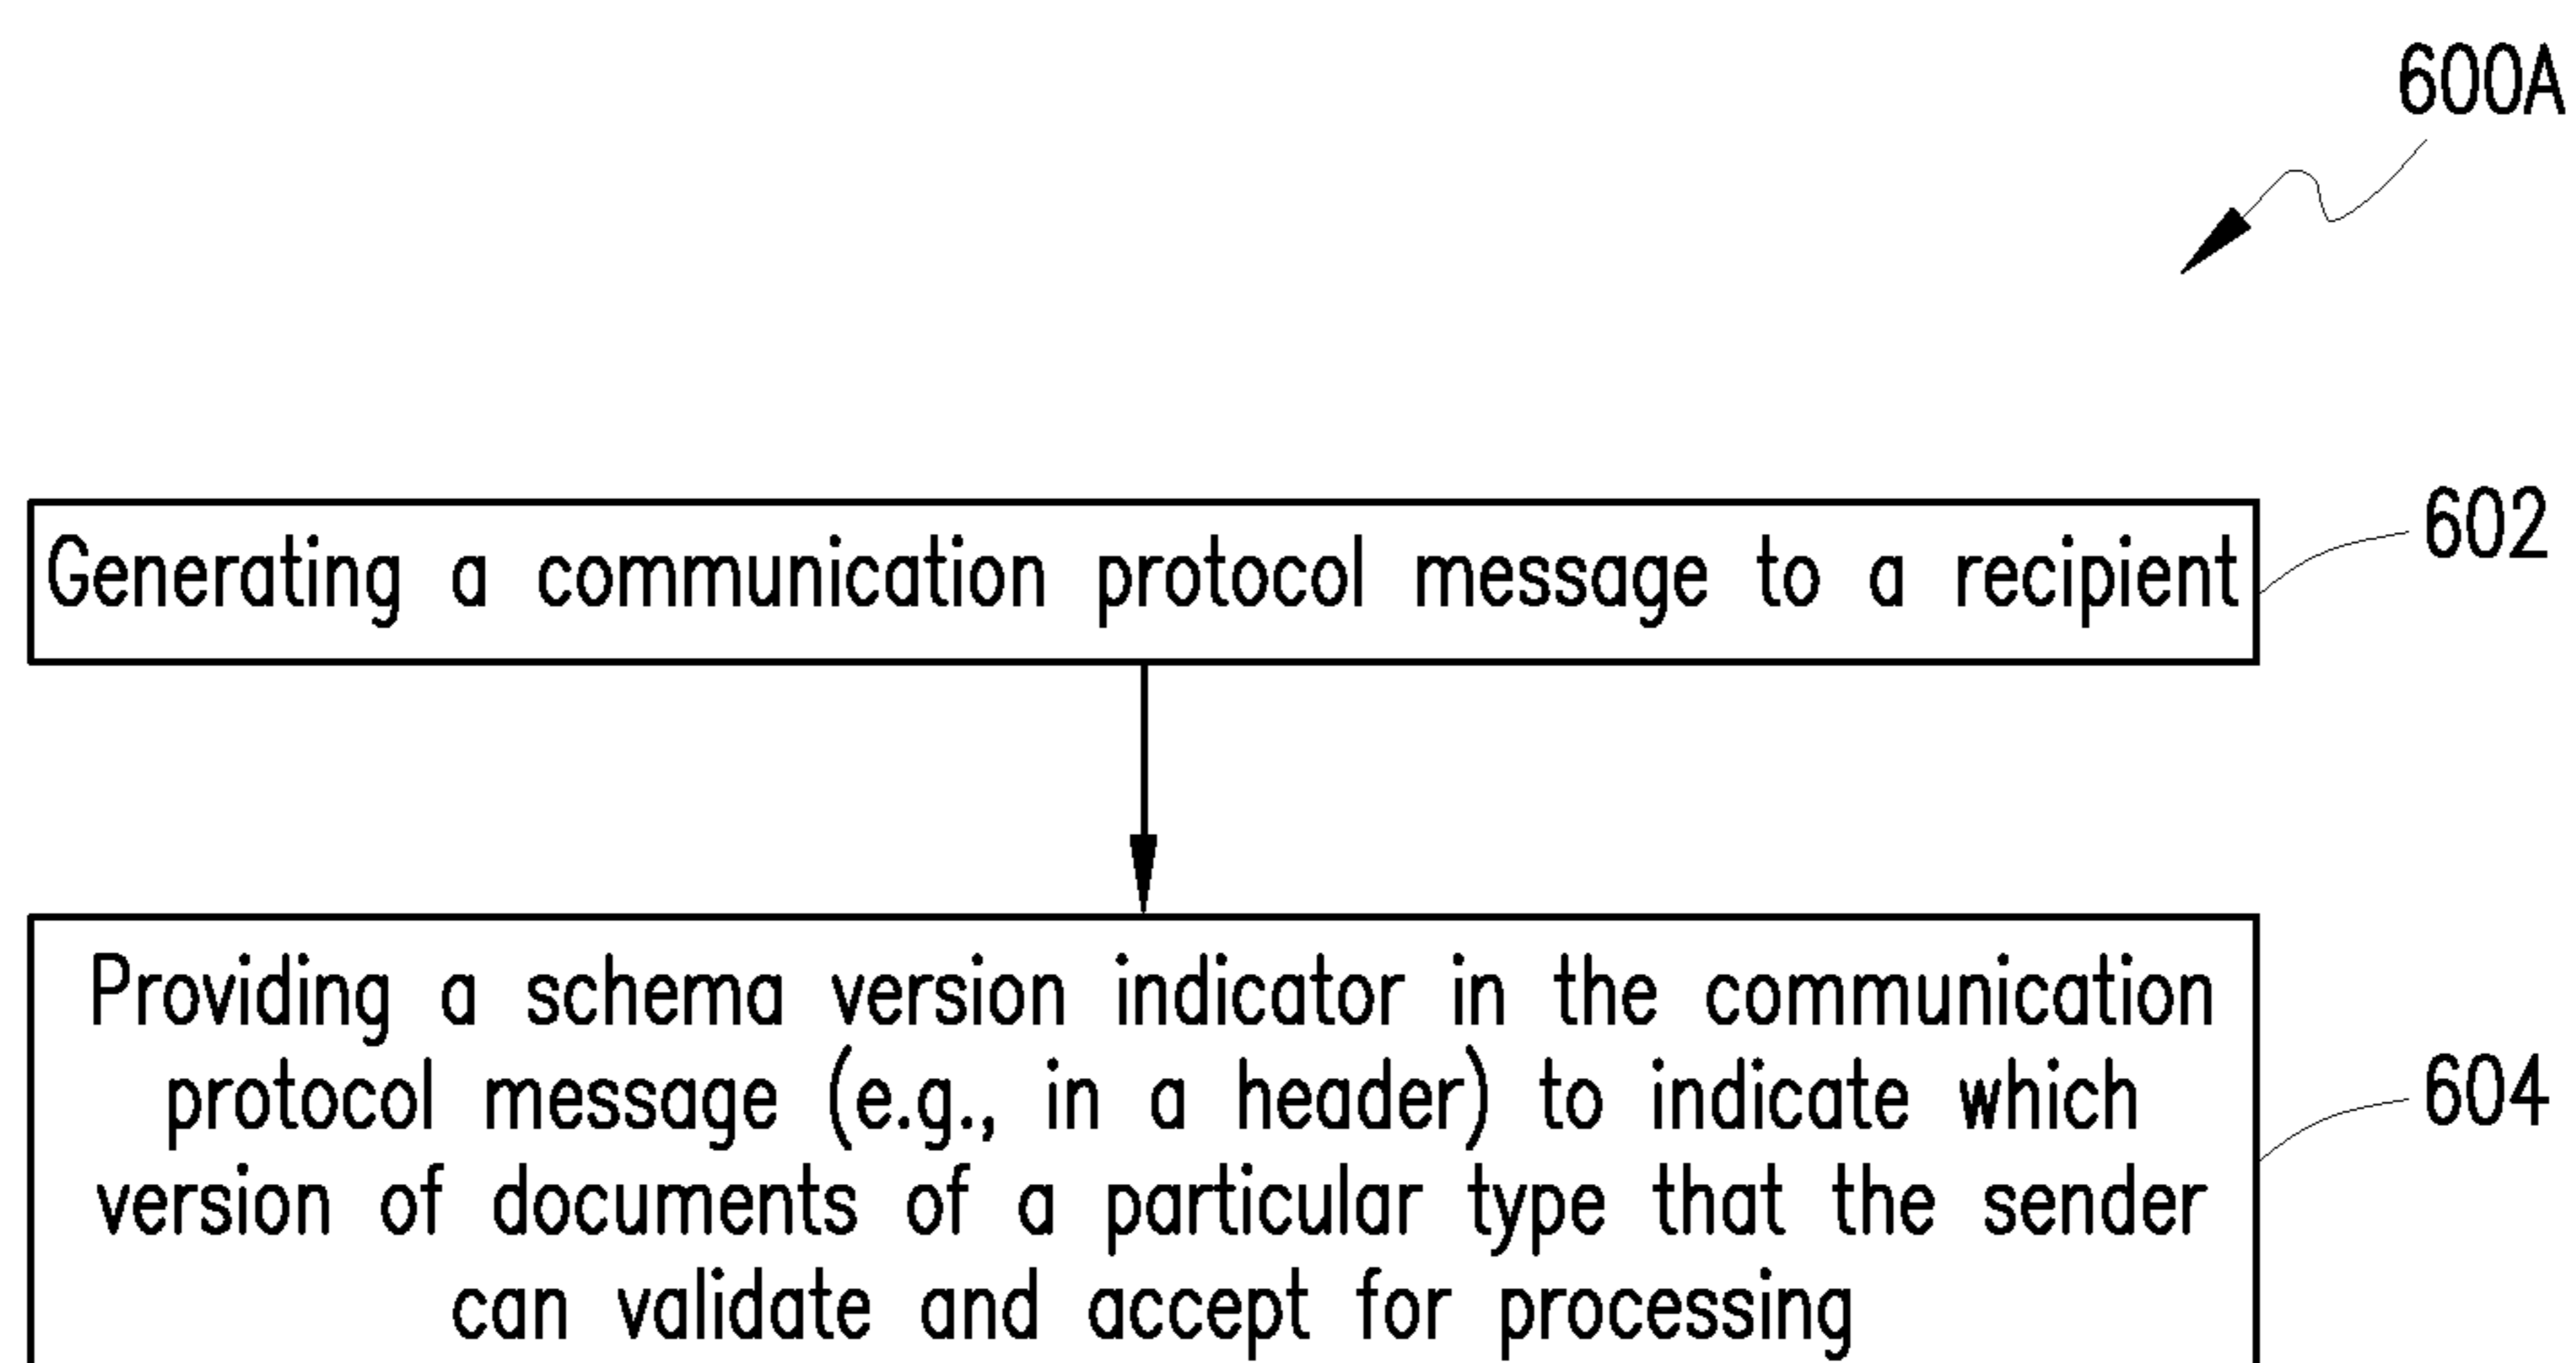 600A
Generating a communication protocol message to a recipient
602
Providing a schema version indicator in the communication
protocol message (e.g., in a header) to indicate which
604
version of documents of a particular type that the sender
can validate and accept for processing